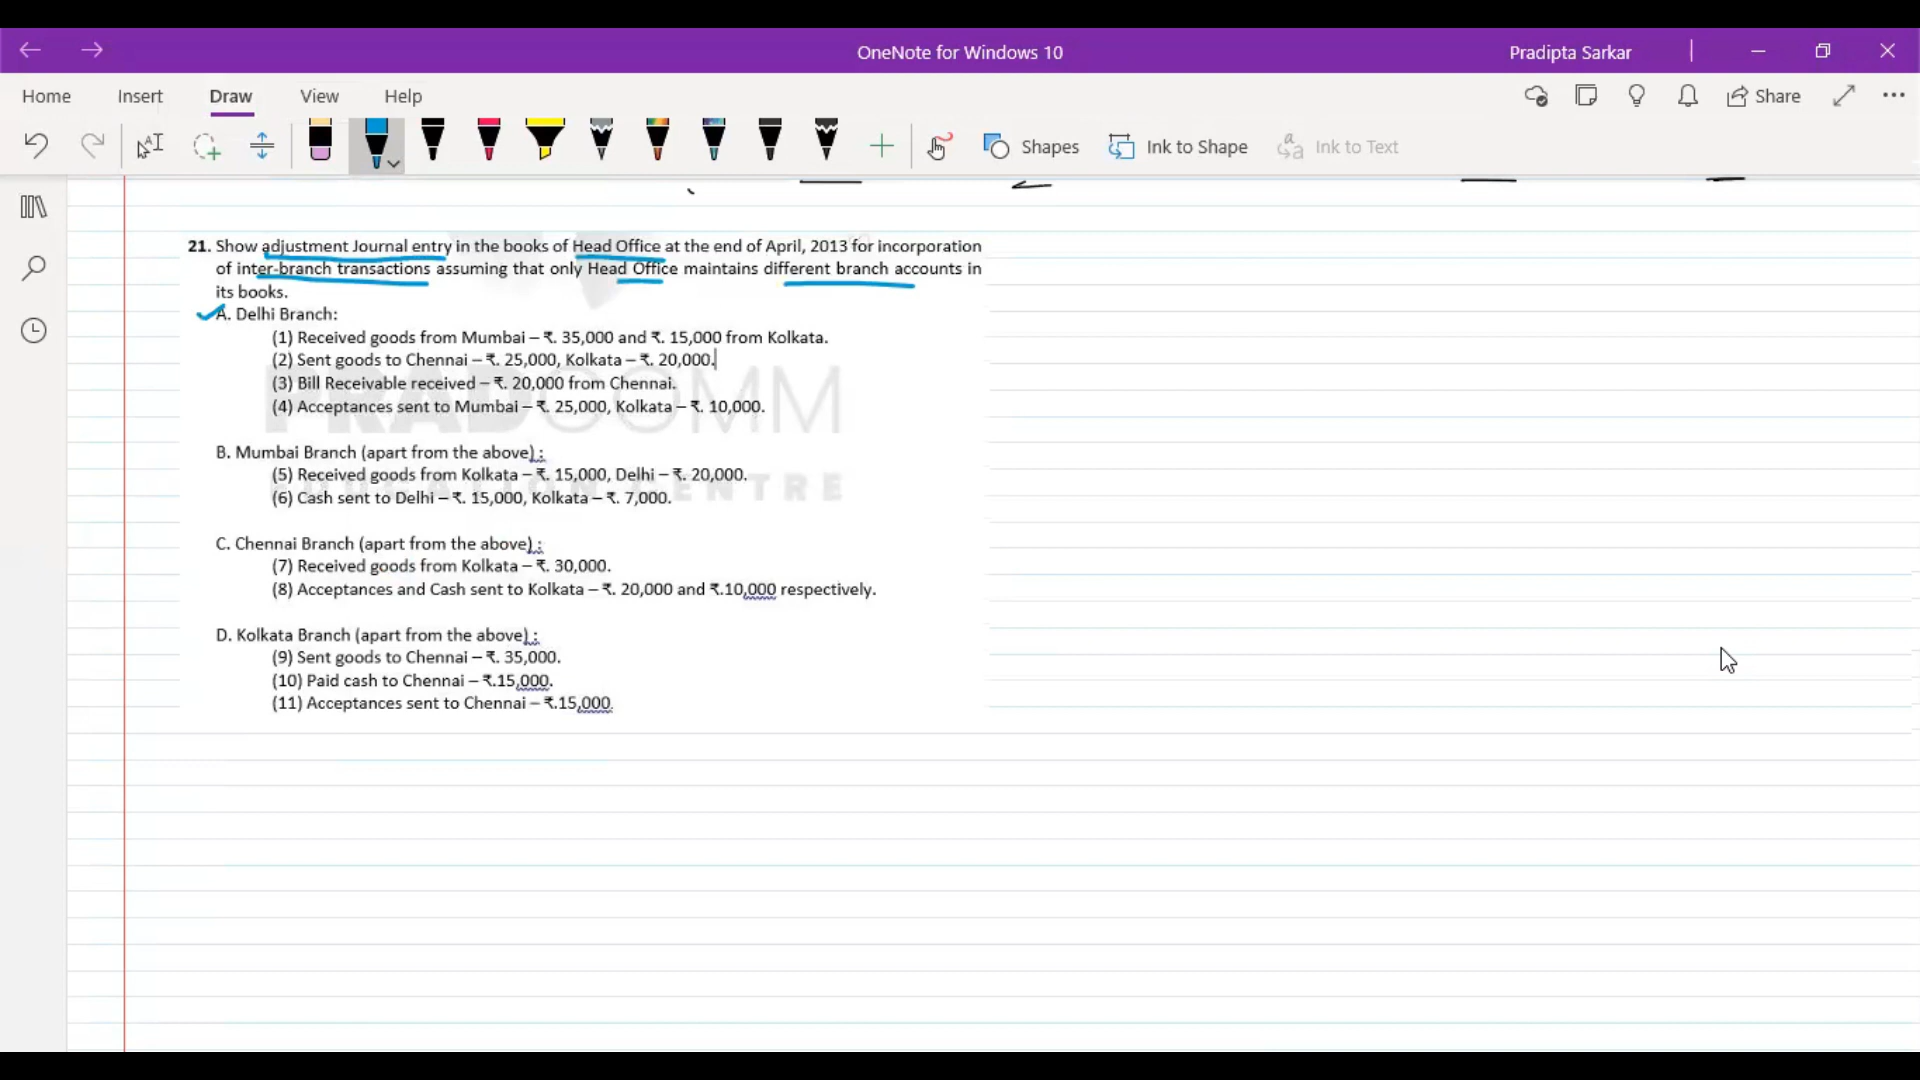 OneNote for Windows 10
Pradipta Sarkar
Home Insert Draw View Help
Share
Shapes Ink to Shape Ink to Text
21. Show adjustment Journal entry in the books of Head Office at the end of April, 2013 for incorporation
of inter-branch transactions assuming that only Head Office maintains different branch accounts in
its books.
A. Delhi Branch:
(1) Received goods from Mumbai – ₹. 35,000 and ₹. 15,000 from Kolkata.
(2) Sent goods to Chennai – ₹. 25,000, Kolkata – ₹. 20,000.
(3) Bill Receivable received – ₹. 20,000 from Chennai.
(4) Acceptances sent to Mumbai – ₹. 25,000, Kolkata – ₹. 10,000.
PRADCOMM
B. Mumbai Branch (apart from the above) :
(5) Received goods from Kolkata – ₹. 15,000, Delhi – ₹. 20,000.
EDUCATION CENTRE
(6) Cash sent to Delhi – ₹. 15,000, Kolkata – ₹. 7,000.
C. Chennai Branch (apart from the above) :
(7) Received goods from Kolkata – ₹. 30,000.
(8) Acceptances and Cash sent to Kolkata – ₹. 20,000 and ₹.10,000 respectively.
D. Kolkata Branch (apart from the above) :
(9) Sent goods to Chennai – ₹. 35,000.
(10) Paid cash to Chennai – ₹.15,000.
(11) Acceptances sent to Chennai – ₹.15,000.